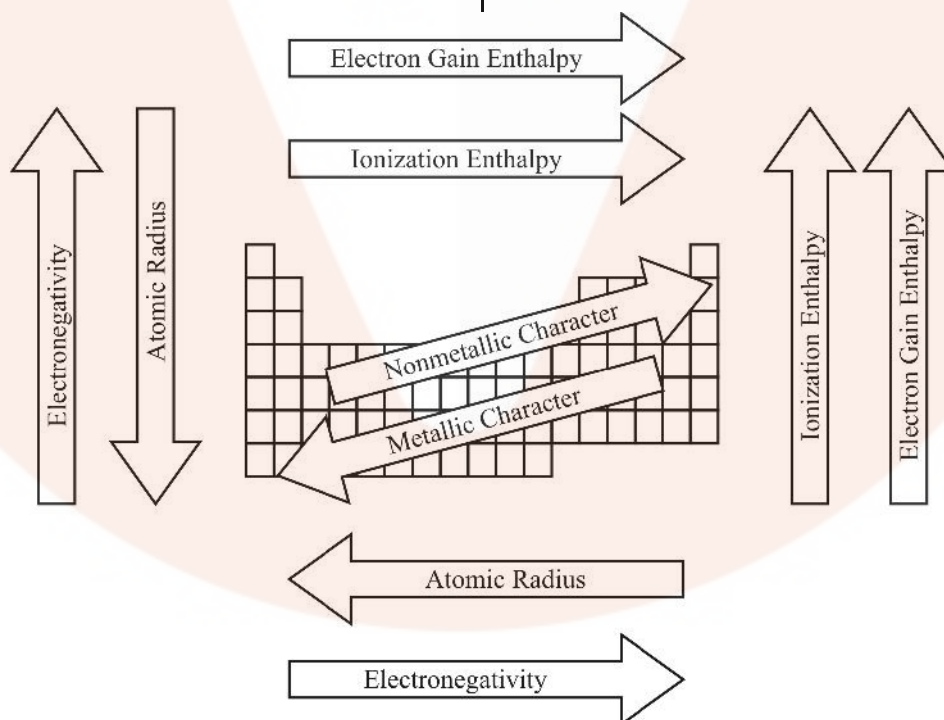 Electron Gain Enthalpy
Ionization Enthalpy
Electronegativity
Atomic Radius
Nonmetallic Character
Metallic Character
Ionization Enthalpy
Electron Gain Enthalpy
Atomic Radius
Electronegativity